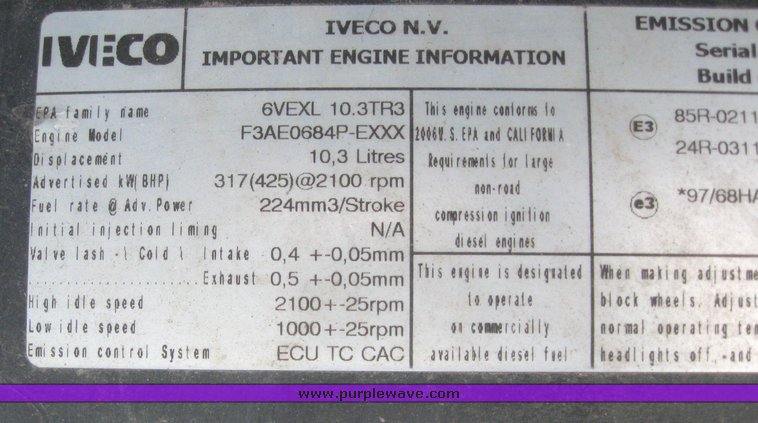 IVECO
IVECO N.V.
IMPORTANT ENGINE INFORMATION
EMISSION
Serial
Build
EPA family name 6VEXL 10.3TR3
Engine Model F3AE0684P-EXXX
Displacement 10,3 Litres
Advertised kW(BHP) 317(425)@2100 rpm
Fuel rate @ Adv. Power 224mm3/Stroke
Initial injection timing N/A
Valve lash -\ Cold \ Intake 0,4 +-0,05mm
Exhaust 0,5 +-0,05mm
High idle speed 2100+-25rpm
Low idle speed 1000+-25rpm
Emission control System ECU TC CAC
This engine conforms to
2006U.S. EPA and CALIFORNIA
Requirements for large
non-road
compression ignition
diesel engines
This engine is designated
to operate
on commercially
available diesel fuel
E3 85R-0211
24R-0311
e3 *97/68HA
When making adjustme
block wheels. Adjust
normal operating tem
headlights off,-and
www.purplewave.com